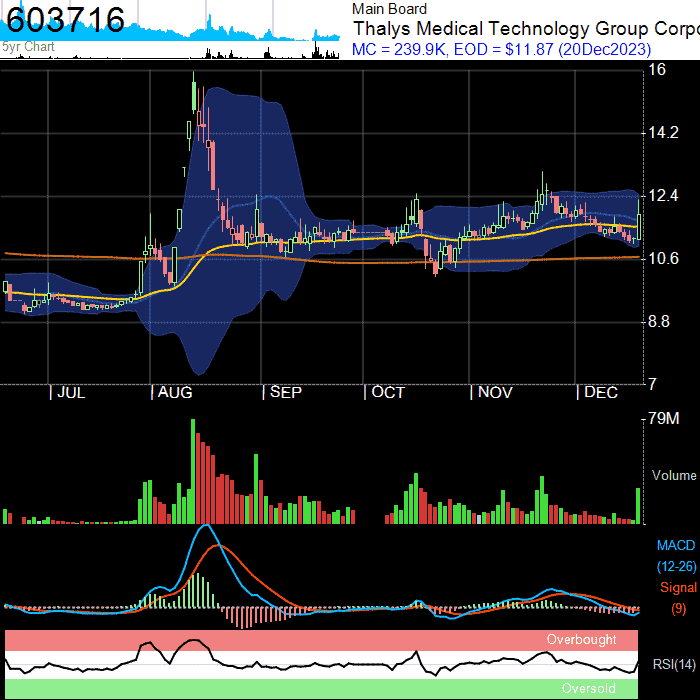 603716
5yr Chart
Main Board
Thalys Medical Technology Group Corpo
MC = 239.9K, EOD = $11.87 (20Dec2023)
16
14.2
12.4
10.6
8.8
7
| JUL | AUG | SEP | OCT | NOV | DEC
79M
Volume
MACD
(12-26)
Signal
(9)
Overbought
RSI(14)
Oversold